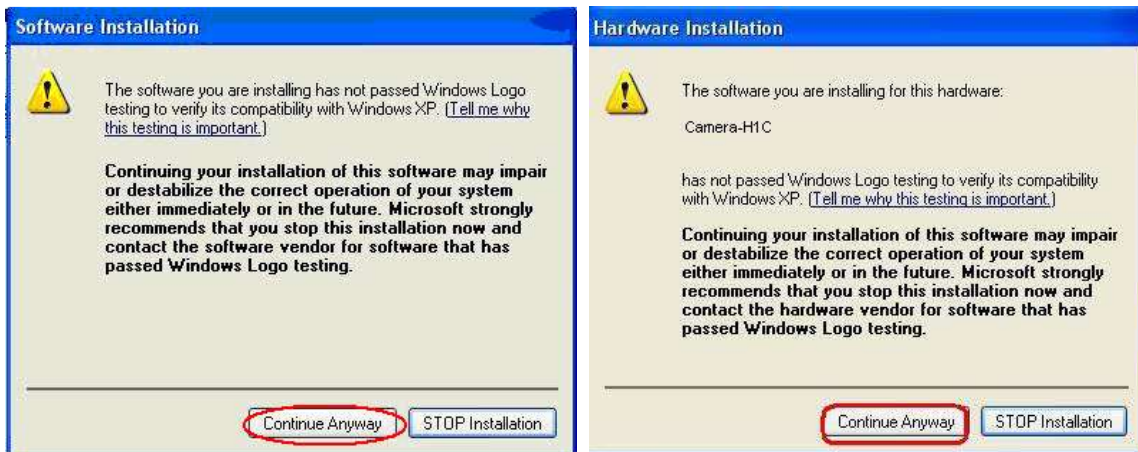 Software Installation
The software you are installing has not passed Windows Logo
testing to verify its compatibility with Windows XP. (Tell me why
this testing is important.)
Continuing your installation of this software may impair
or destabilize the correct operation of your system
either immediately or in the future. Microsoft strongly
recommends that you stop this installation now and
contact the software vendor for software that has
passed Windows Logo testing.
Continue Anyway
STOP Installation
Hardware Installation
The software you are installing for this hardware:
Camera-H1C
has not passed Windows Logo testing to verify its compatibility
with Windows XP. (Tell me why this testing is important.)
Continuing your installation of this software may impair
or destabilize the correct operation of your system
either immediately or in the future. Microsoft strongly
recommends that you stop this installation now and
contact the hardware vendor for software that has
passed Windows Logo testing.
Continue Anyway
STOP Installation